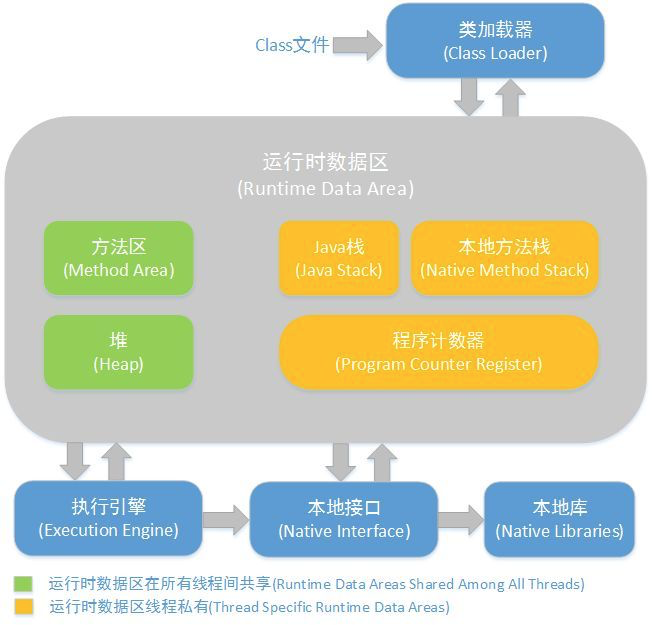 Class文件
类加载器
(Class Loader)
运行时数据区
(Runtime Data Area)
方法区
(Method Area)
Java栈
(Java Stack)
本地方法栈
(Native Method Stack)
堆
(Heap)
程序计数器
(Program Counter Register)
执行引擎
(Execution Engine)
本地接口
(Native Interface)
本地库
(Native Libraries)
运行时数据区在所有线程间共享(Runtime Data Areas Shared Among All Threads)
运行时数据区线程私有(Thread Specific Runtime Data Areas)